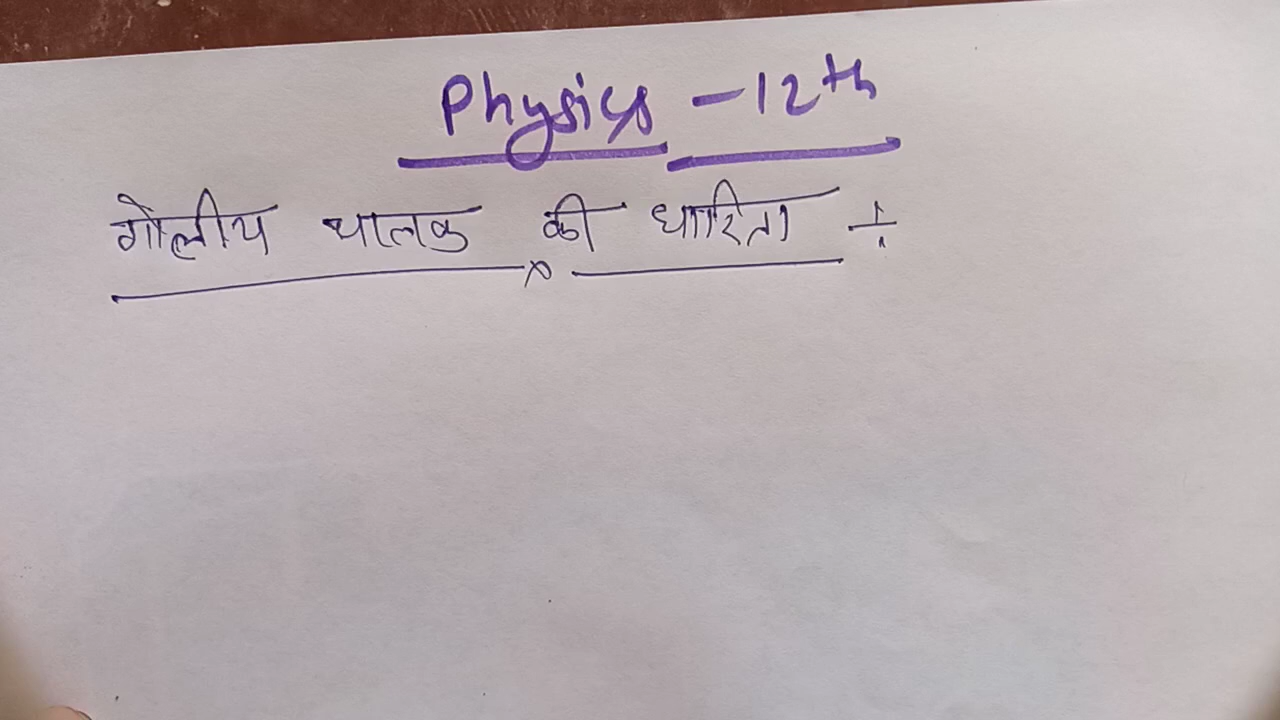 Physics - 12th
गोलीय चालक की धारिता ÷